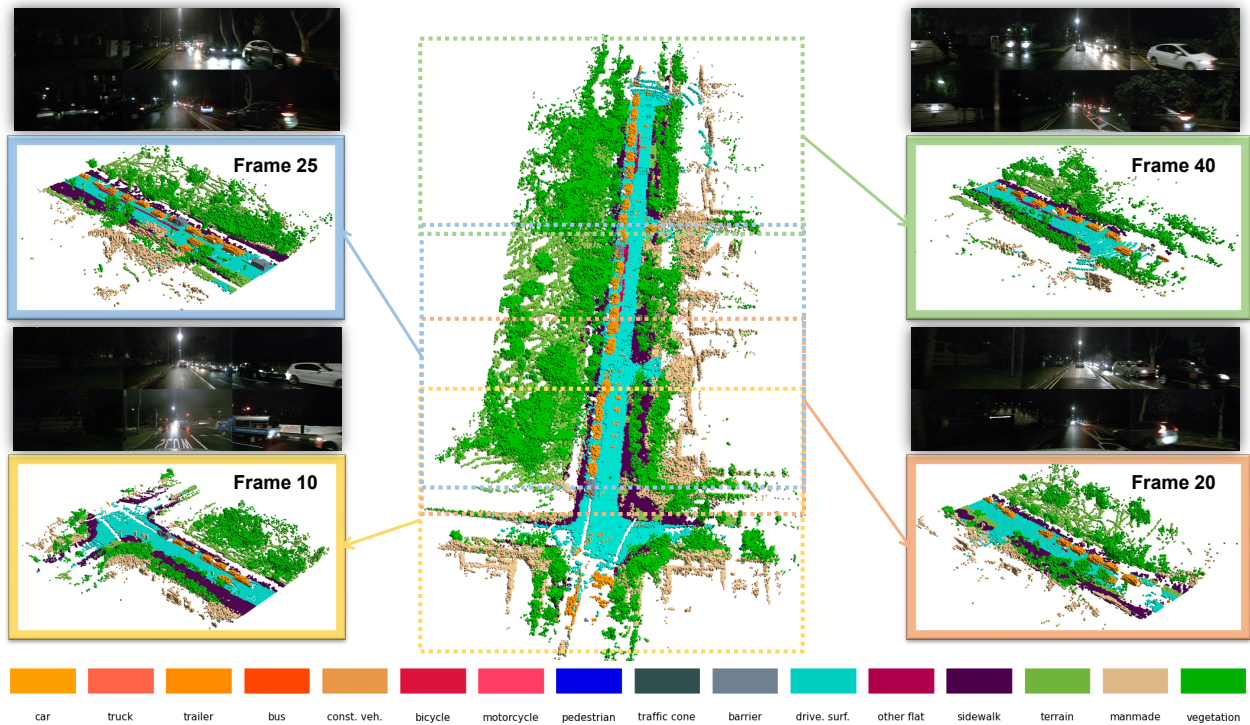 Frame 25
Frame 40
Frame 10
Frame 20
car truck trailer bus const. veh. bicycle motorcycle pedestrian traffic cone barrier drive. surf. other flat sidewalk terrain manmade vegetation